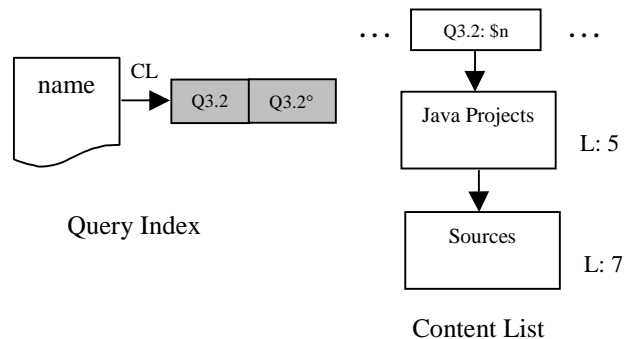 … Q3.2: $n …
name
CL
Q3.2 Q3.2°
Java Projects
L: 5
Query Index
Sources
L: 7
Content List